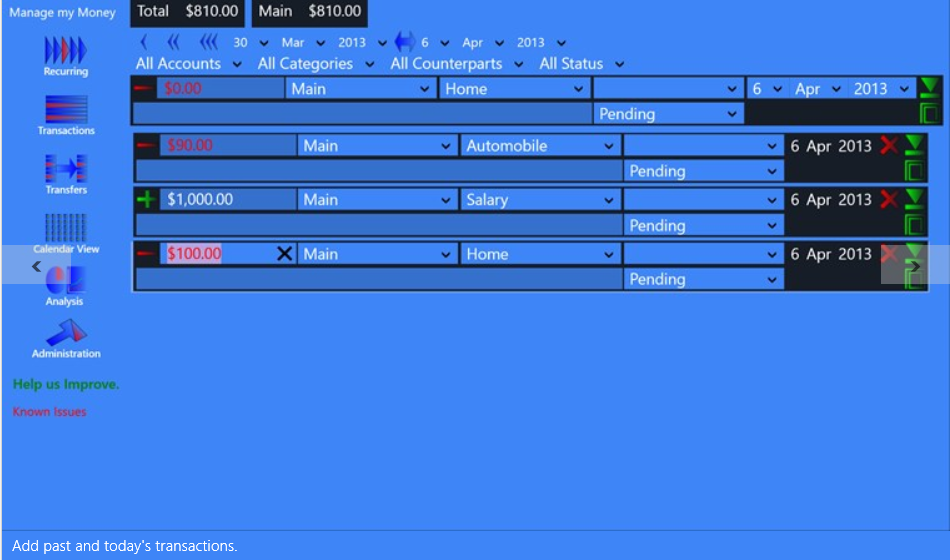 Manage my Money
Total $810.00 Main $810.00
30 Mar 2013 6 Apr 2013
All Accounts All Categories All Counterparts All Status
$0.00 Main Home 6 Apr 2013
Pending
$90.00 Main Automobile 6 Apr 2013
Pending
$1,000.00 Main Salary 6 Apr 2013
Pending
$100.00 Main Home 6 Apr 2013
Pending
Recurring
Transactions
Transfers
Calendar View
Analysis
Administration
Help us Improve.
Known Issues
Add past and today's transactions.